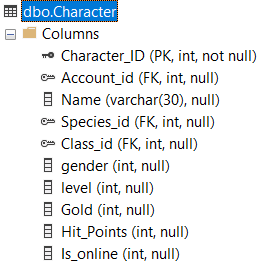 dbo.Character
Columns
Character_ID (PK, int, not null)
Account_id (FK, int, null)
Name (varchar(30), null)
Species_id (FK, int, null)
Class_id (FK, int, null)
gender (int, null)
level (int, null)
Gold (int, null)
Hit_Points (int, null)
Is_online (int, null)